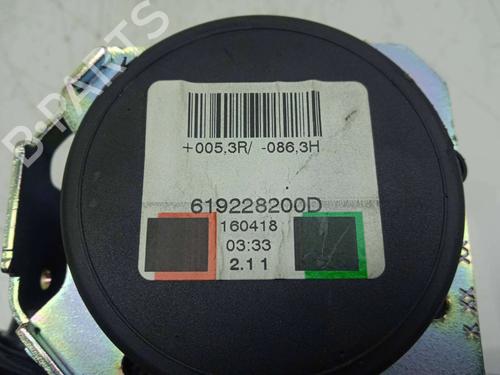 B-PARTS
+005,3R/ -086,3H
619228200D
160418
03:33
2.11